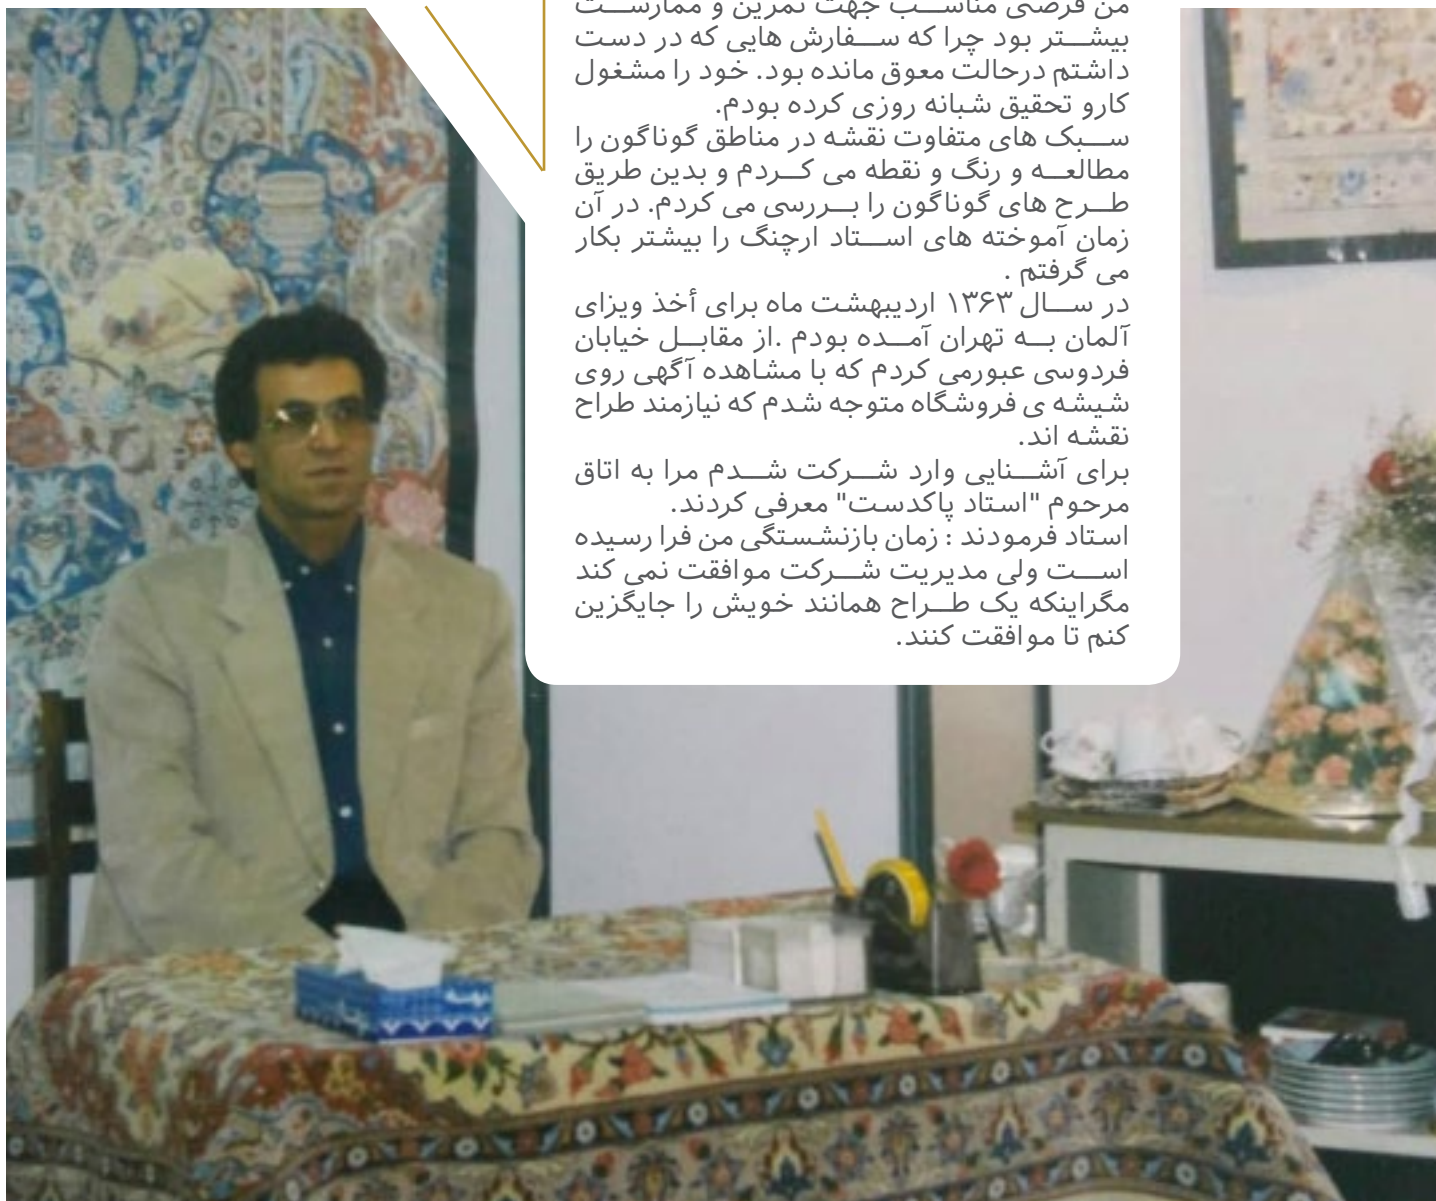 من فرصتی مناسب جهت تمرین و ممارست
بیشتر بود چرا که سفارش هایی که در دست
داشتم درحالت معوق مانده بود. خود را مشغول
کارو تحقیق شبانه روزی کرده بودم.
سبک های متفاوت نقشه در مناطق گوناگون را
مطالعه و رنگ و نقطه می کردم و بدین طریق
طرح های گوناگون را بررسی می کردم. در آن
زمان آموخته های استاد ارچنگ را بیشتر بکار
می گرفتم .
در سال ۱۳۶۳ اردیبهشت ماه برای أخذ ویزای
آلمان به تهران آمده بودم .از مقابل خیابان
فردوسی عبورمی کردم که با مشاهده آگهی روی
شیشه ی فروشگاه متوجه شدم که نیازمند طراح
نقشه اند.
برای آشنایی وارد شرکت شدم مرا به اتاق
مرحوم "استاد پاکدست" معرفی کردند.
استاد فرمودند : زمان بازنشستگی من فرا رسیده
است ولی مدیریت شرکت موافقت نمی کند
مگراینکه یک طراح همانند خویش را جایگزین
کنم تا موافقت کنند.